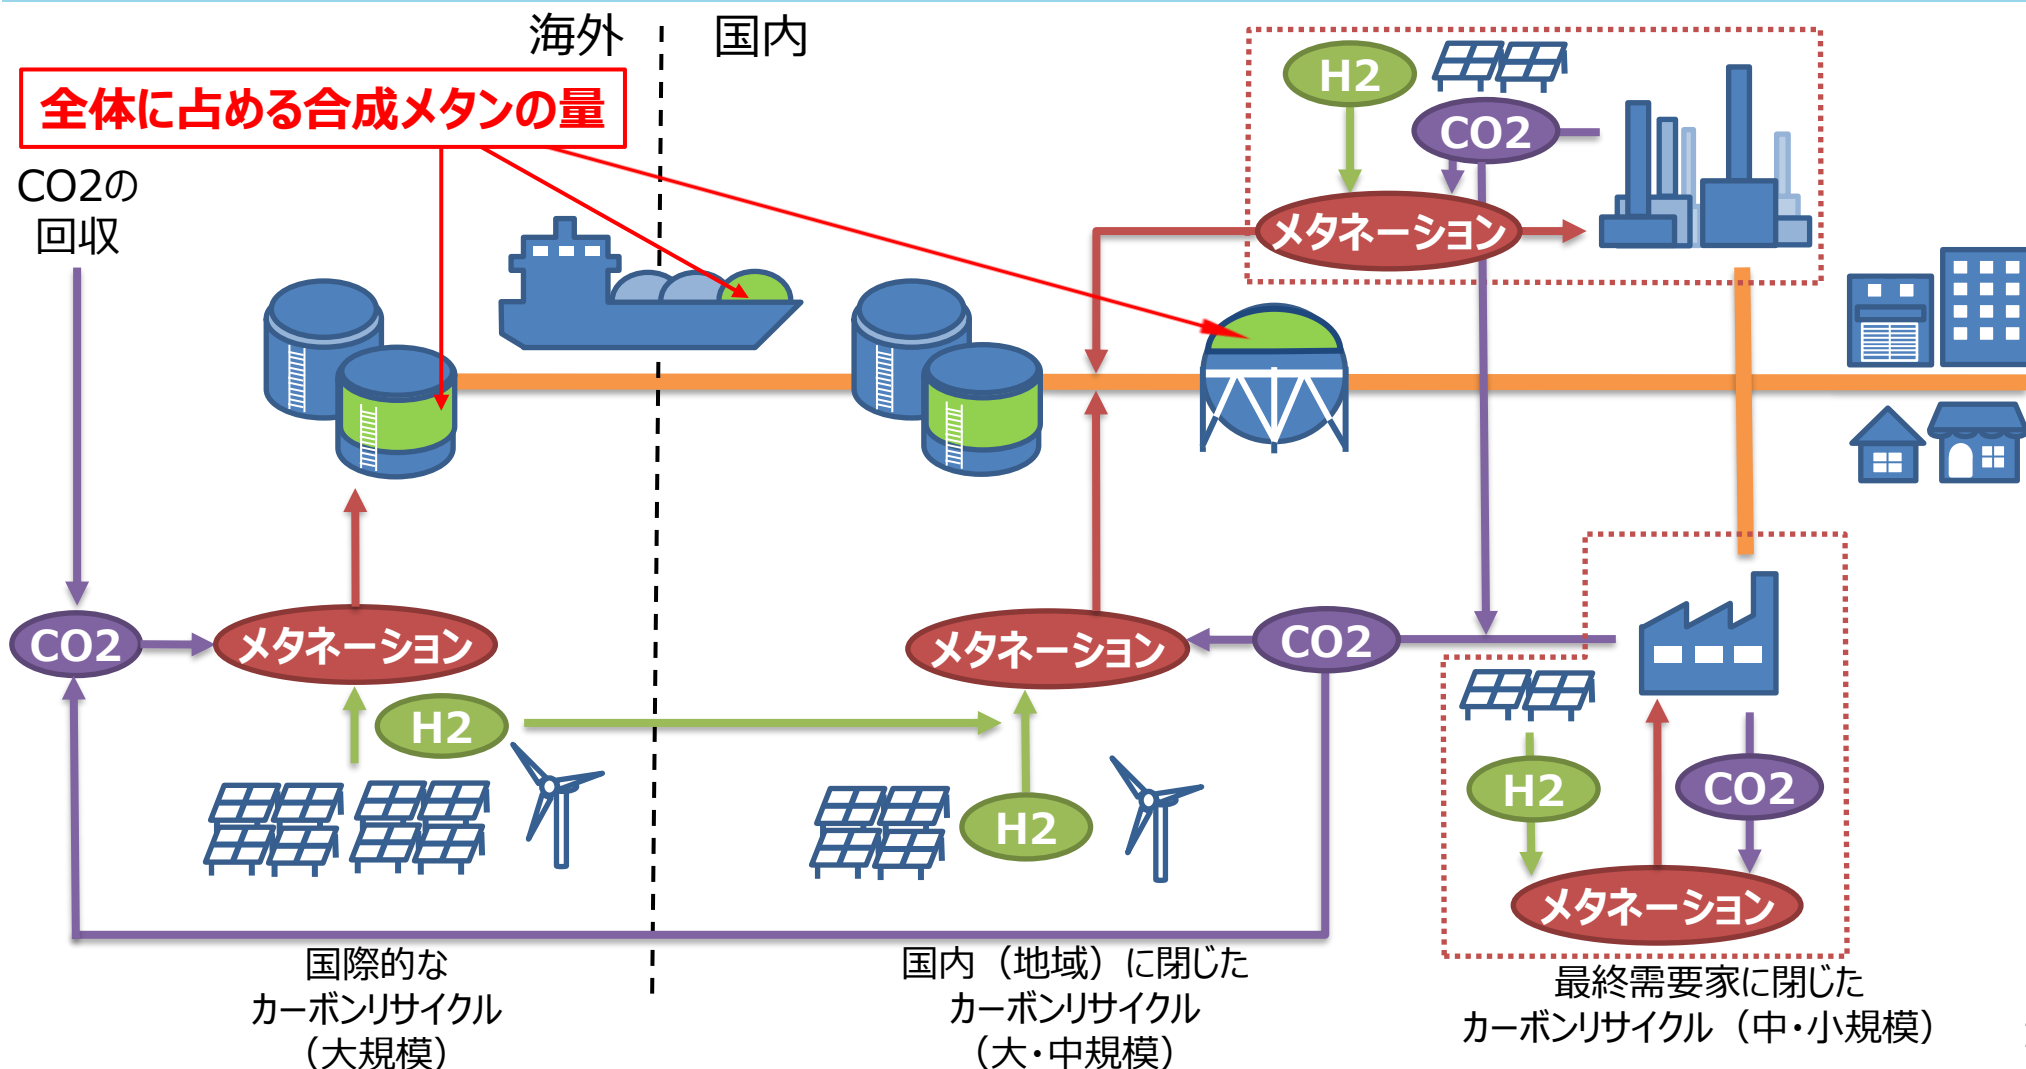 海外
国内
全体に占める合成メタンの量
CO2の
回収
H2
CO2
メタネーション
CO2
メタネーション
H2
メタネーション
CO2
H2
H2
CO2
メタネーション
国際的な
カーボンリサイクル
（大規模）
国内（地域）に閉じた
カーボンリサイクル
（大・中規模）
最終需要家に閉じた
カーボンリサイクル（中・小規模）